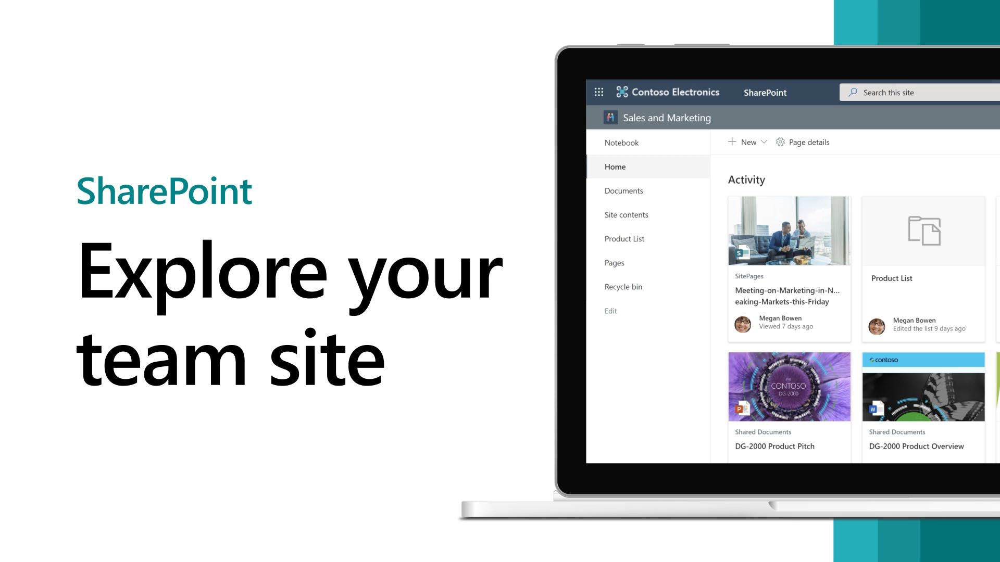 SharePoint
Explore your
team site
Contoso Electronics
SharePoint
Search this site
Sales and Marketing
Notebook
Home
Documents
Site contents
Product List
Pages
Recycle bin
Edit
New
Page details
Activity
SitePages
Meeting-on-Marketing-in-N...
eaking-Markets-this-Friday
Megan Bowen
Viewed 7 days ago
Product List
Megan Bowen
Edited the list 9 days ago
THE
CONTOSO
DG-2000
P
Shared Documents
DG-2000 Product Pitch
contoso
W
Shared Documents
DG-2000 Product Overview